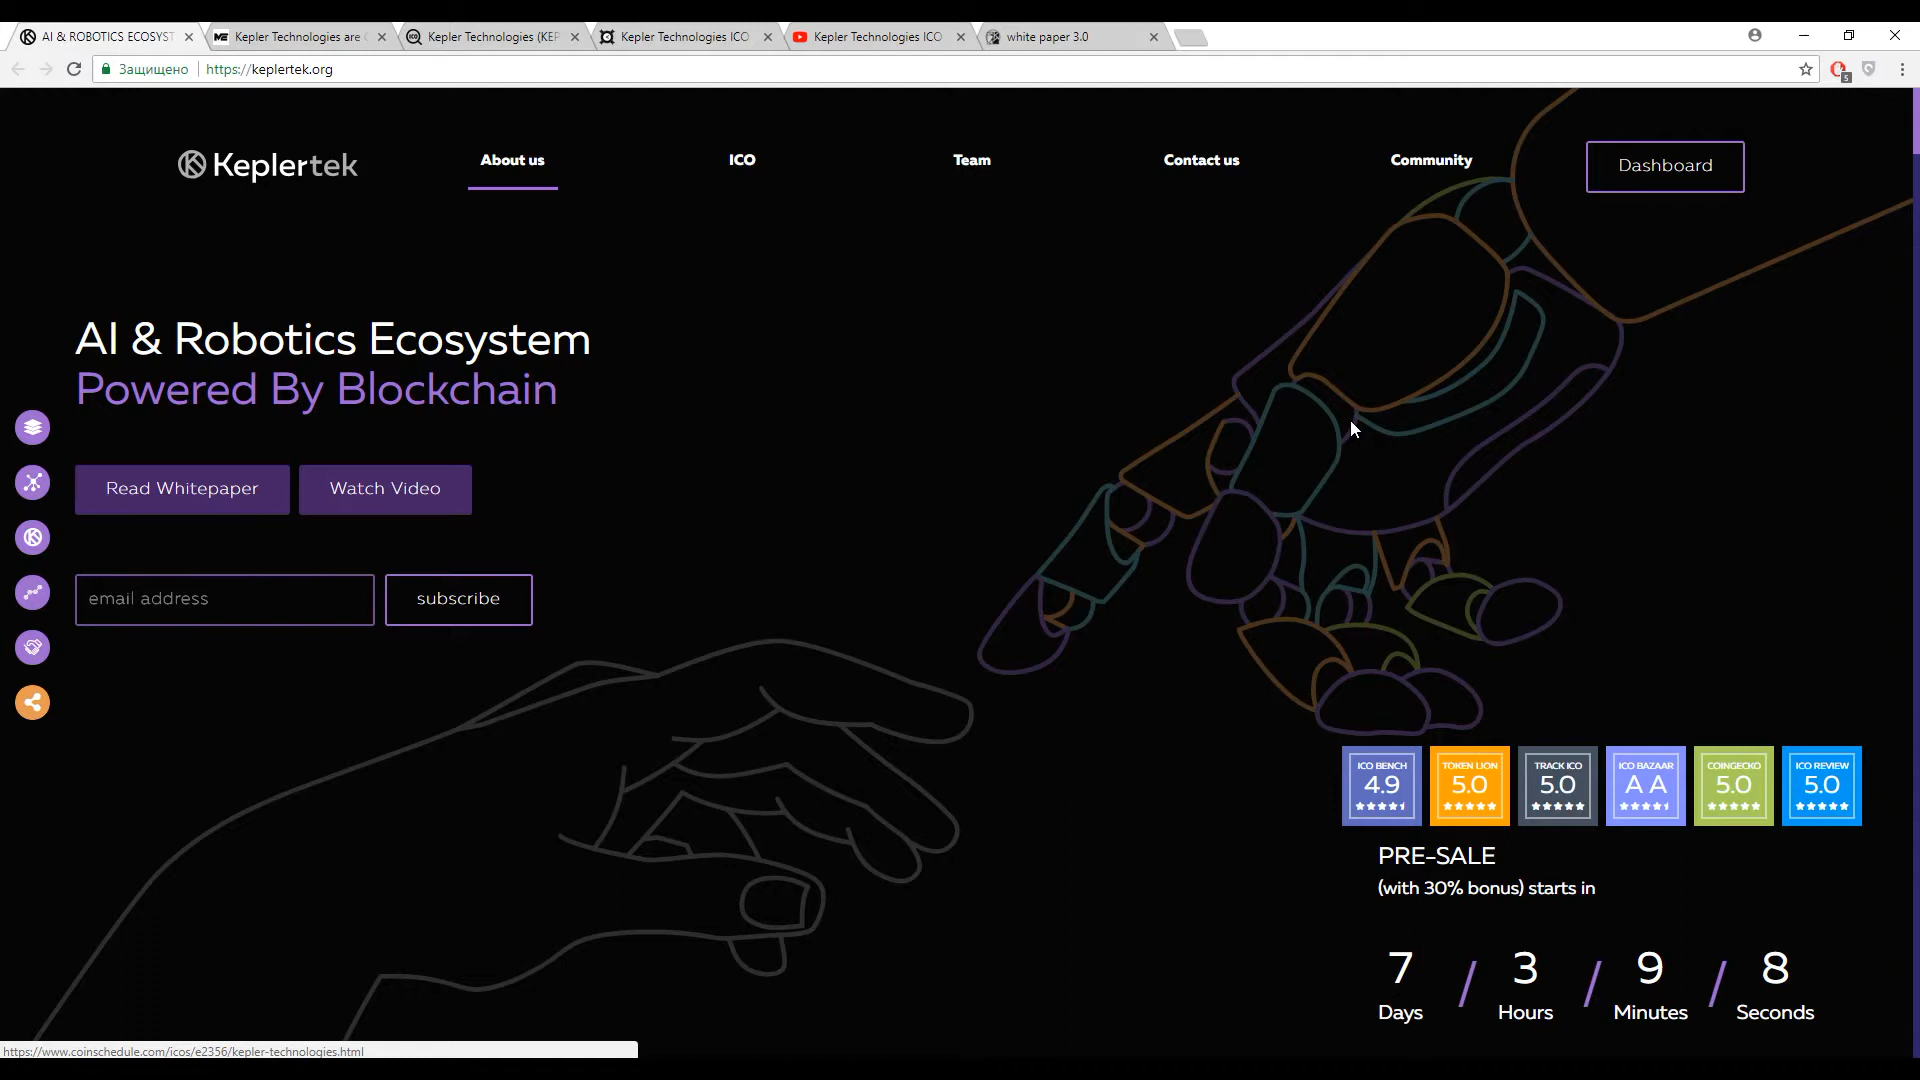 AI & ROBOTICS ECOSYST
Kepler Technologies are
Kepler Technologies (KEP
Kepler Technologies ICO
Kepler Technologies ICO
white paper 3.0
Защищено
https://keplertek.org
5
Keplertek
About us
ICO
Team
Contact us
Community
Dashboard
AI & Robotics Ecosystem
Powered By Blockchain
Read Whitepaper
Watch Video
email address
subscribe
ICO BENCH
4.9
TOKEN LION
5.0
TRACK ICO
5.0
ICO BAZAAR
A A
COINGECKO
5.0
ICO REVIEW
5.0
PRE-SALE
(with 30% bonus) starts in
7 / 3 / 9 / 8
Days
Hours
Minutes
Seconds
https://www.coinschedule.com/icos/e2356/kepler-technologies.html